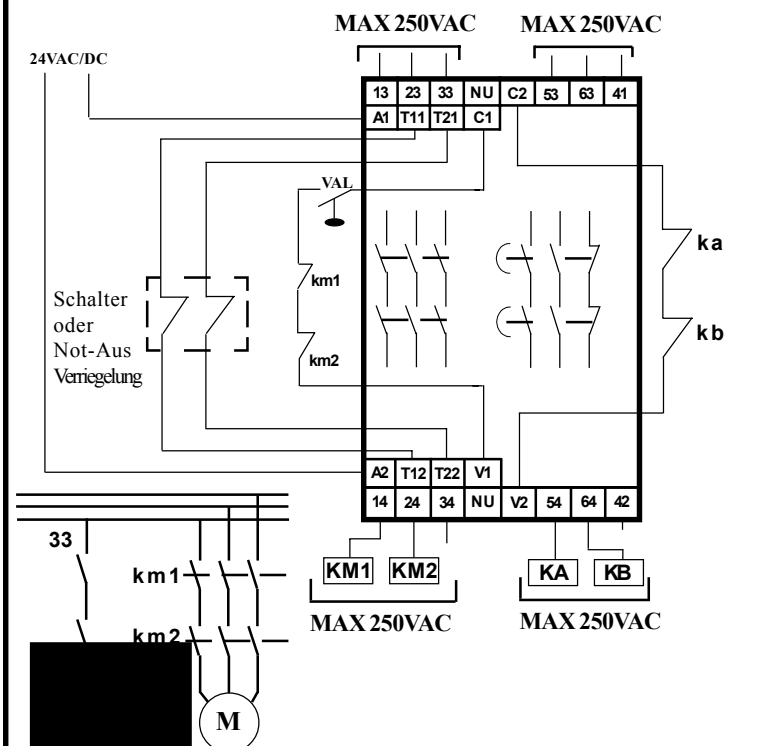 MAX 250VAC MAX 250VAC
24VAC/DC
13 23 33 NU C2 53 63 41
A1 T11 T21 C1
VAL
ka
km1
Schalter
oder
Not-Aus
Verriegelung
kb
km2
A2 T12 T22 V1
14 24 34 NU V2 54 64 42
33
km1
KM1 KM2 KA KB
MAX 250VAC MAX 250VAC
km2
M